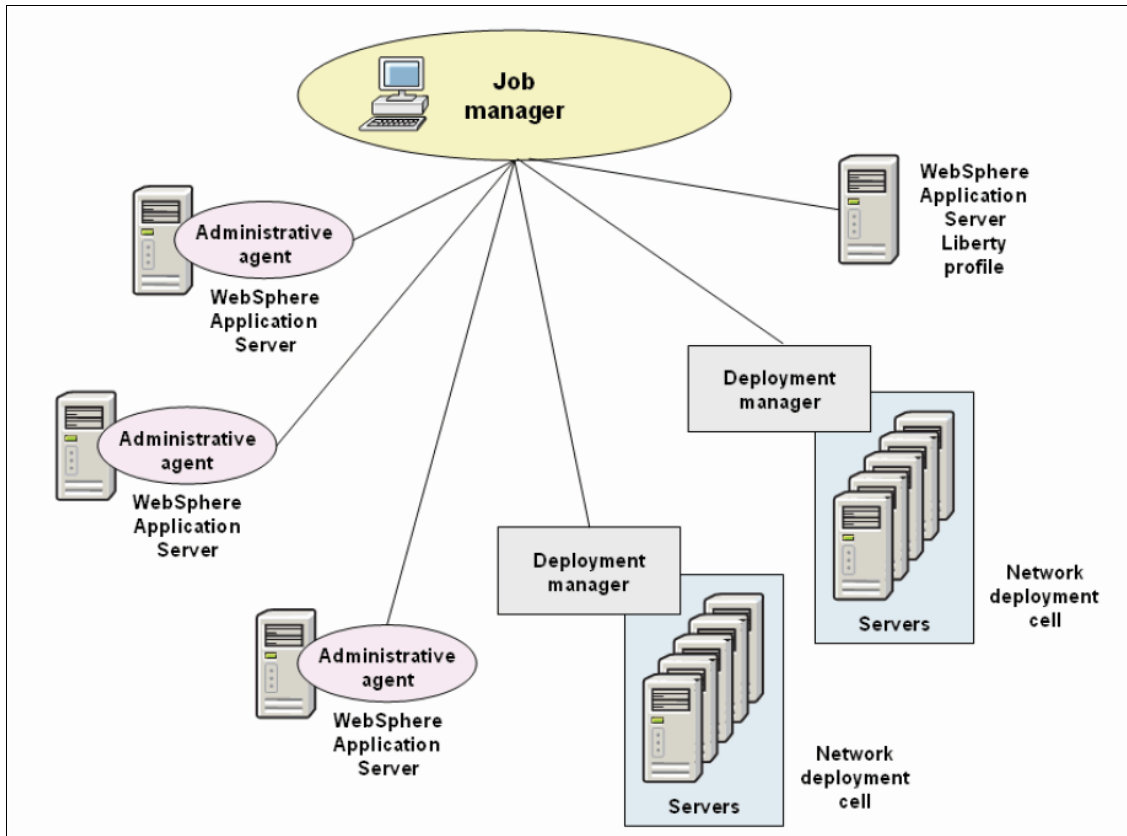 Job
manager
WebSphere
Application
Server
Liberty
profile
Administrative
agent
WebSphere
Application
Server
Deployment
manager
Administrative
agent
WebSphere
Application
Server
Deployment
manager
Network
deployment
cell
Servers
Administrative
agent
WebSphere
Application
Server
Network
deployment
cell
Servers